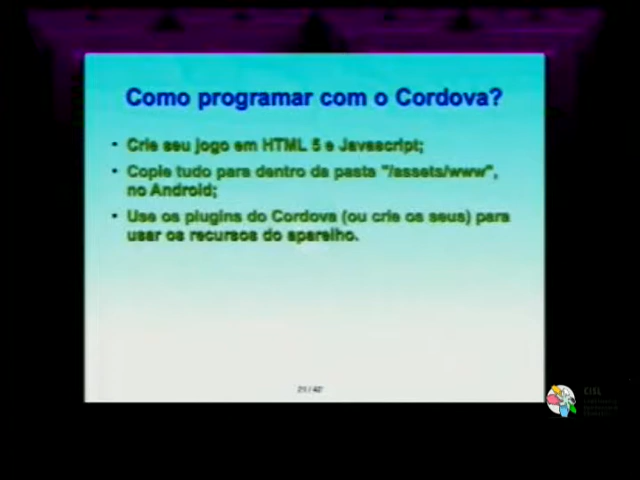 Como programar com o Cordova?
• Crie seu jogo em HTML 5 e Javascript;
• Copie tudo para dentro da pasta "/assets/www",
no Android;
• Use os plugins do Cordova (ou crie os seus) para
usar os recursos do aparelho.
21 / 42
CISL